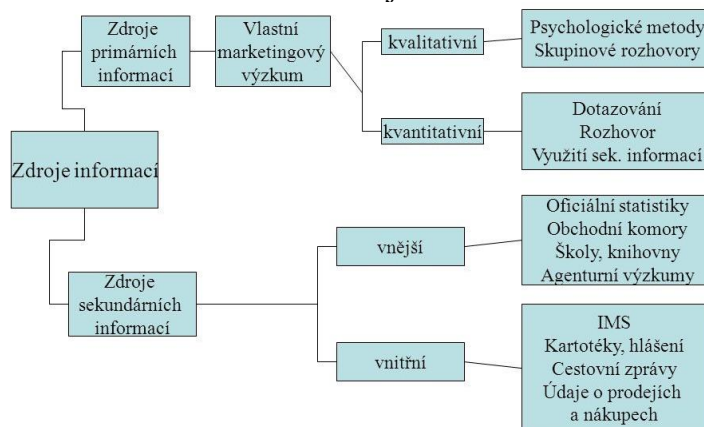 Zdroje
primárních
informací
Vlastní
marketingový
výzkum
kvalitativní
Psychologické metody
Skupinové rozhovory
kvantitativní
Dotazování
Rozhovor
Využití sek. informací
Zdroje informací
Zdroje
sekundárních
informací
vnější
Oficiální statistiky
Obchodní komory
Školy, knihovny
Agenturní výzkumy
vnitřní
IMS
Kartotéky, hlášení
Cestovní zprávy
Údaje o prodejích
a nákupech